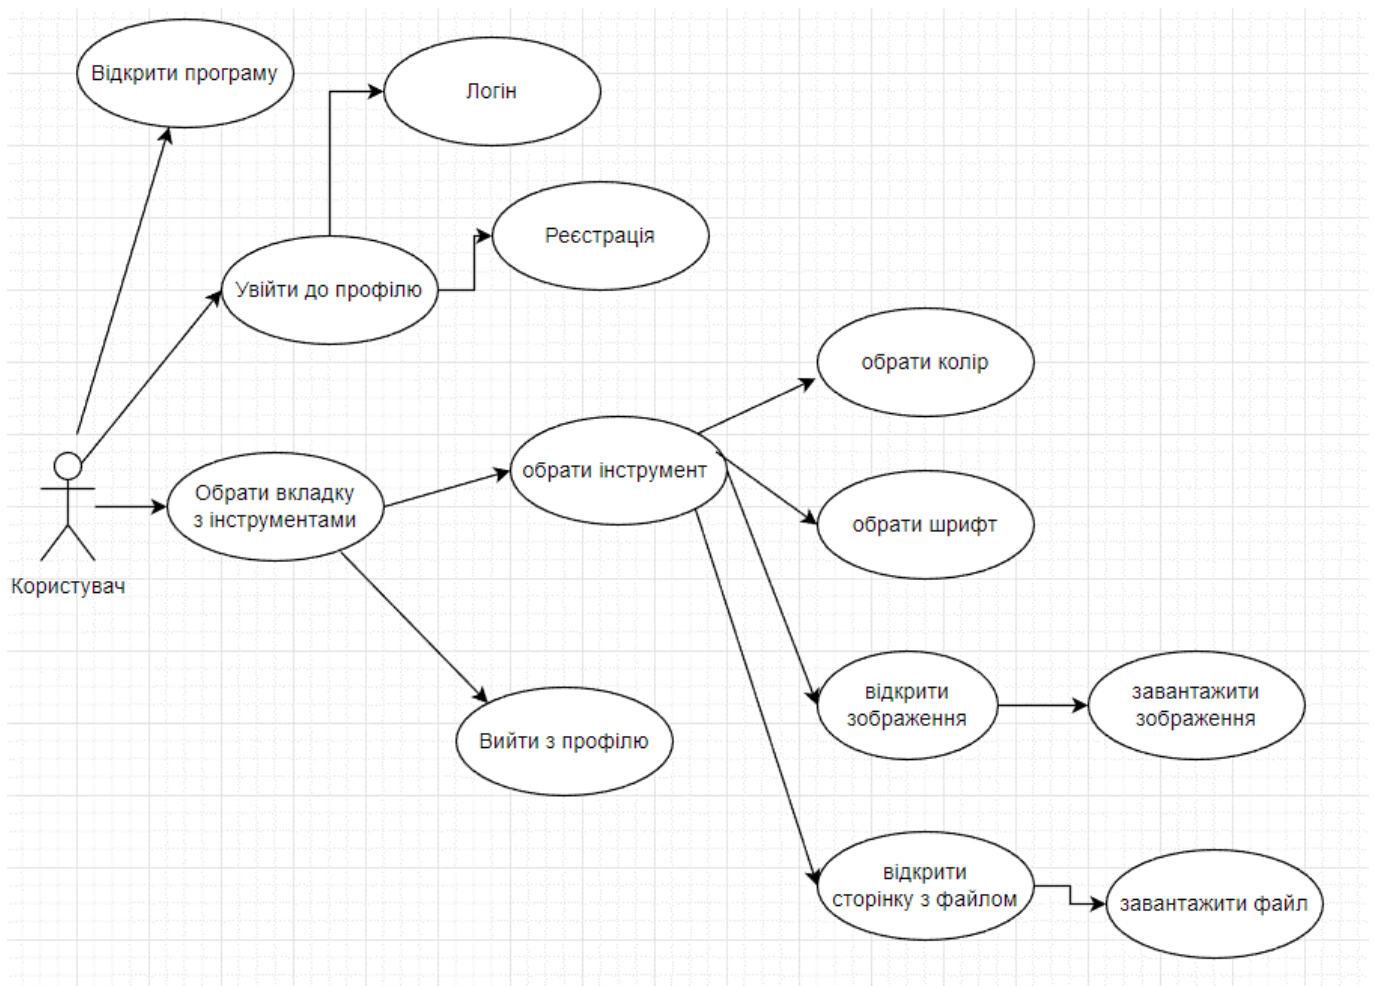 Відкрити програму
Логін
Реєстрація
Увійти до профілю
обрати колір
обрати інструмент
Обрати вкладку
з інструментами
обрати шрифт
Користувач
відкрити
зображення
завантажити
зображення
Вийти з профілю
відкрити
сторінку з файлом
завантажити файл